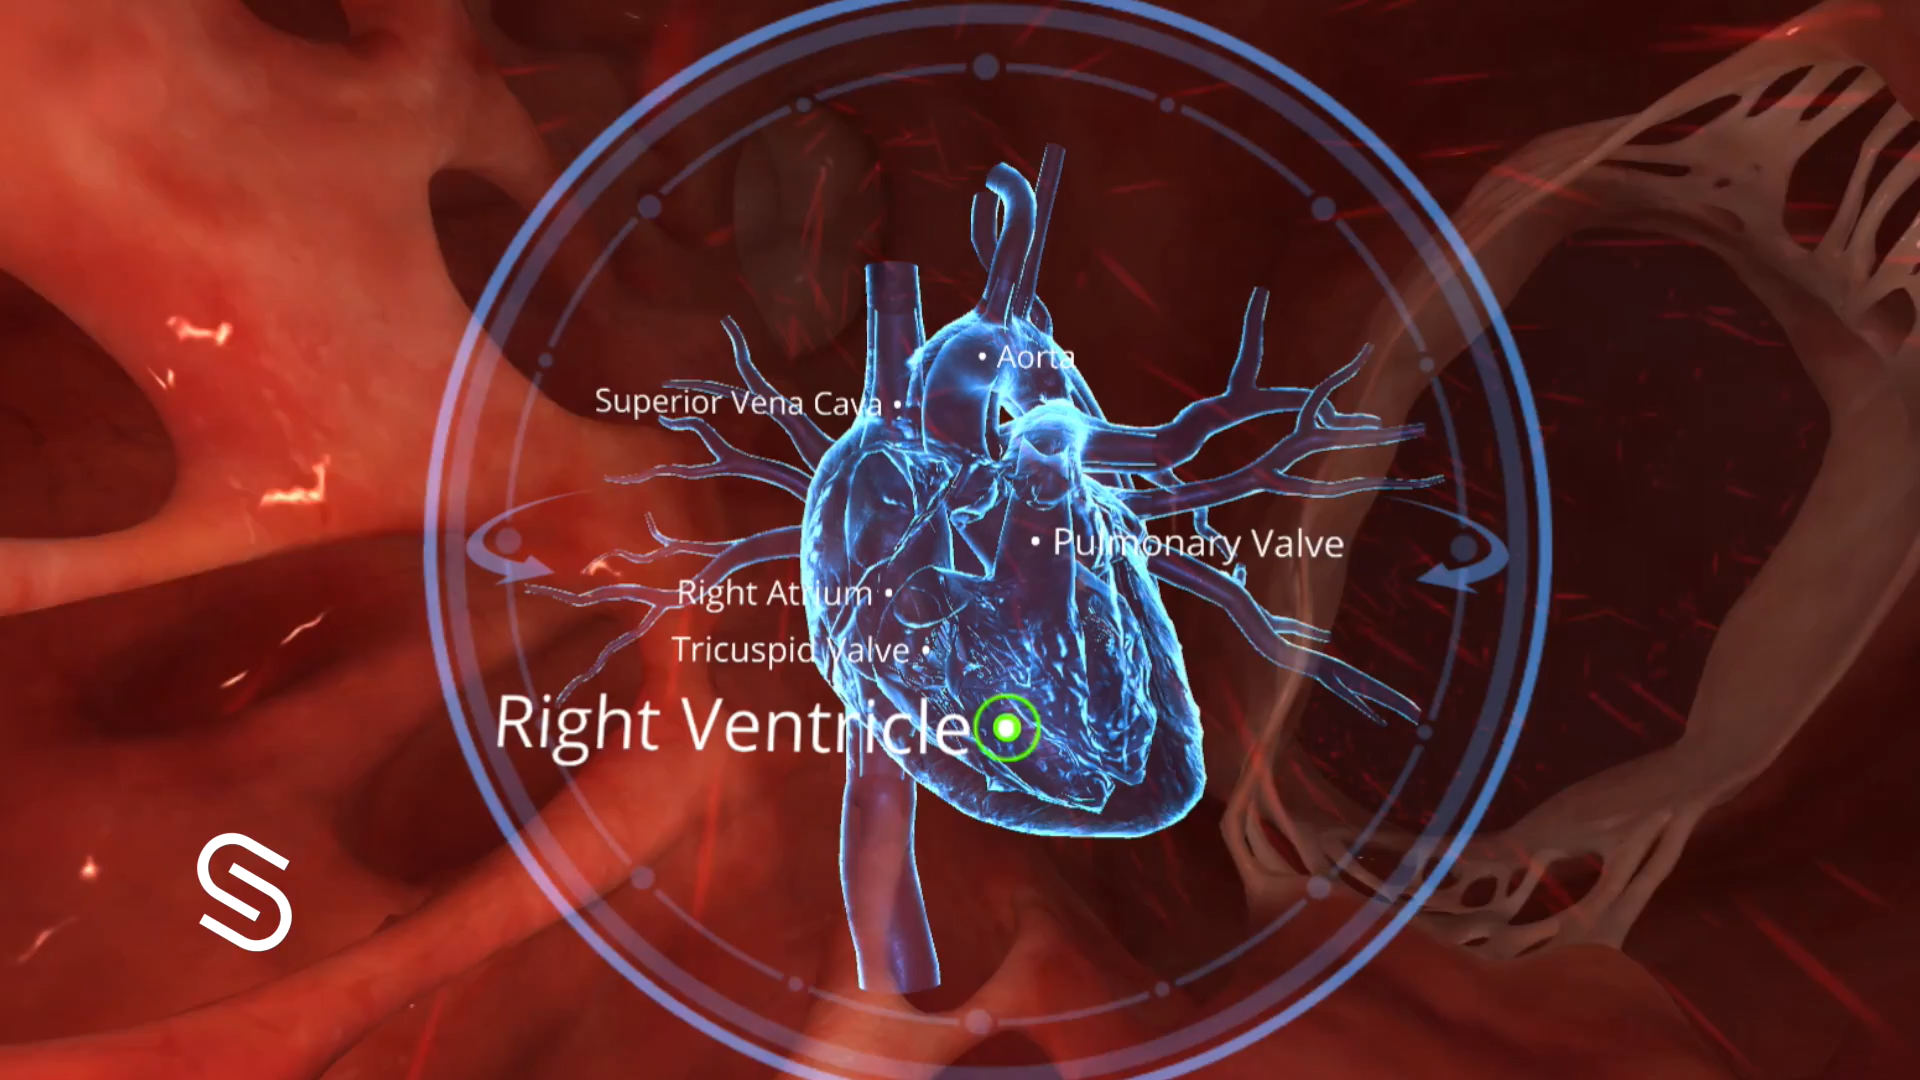 Aorta
Superior Vena Cava
Pulmonary Valve
Right Atrium
Tricuspid Valve
Right Ventricle